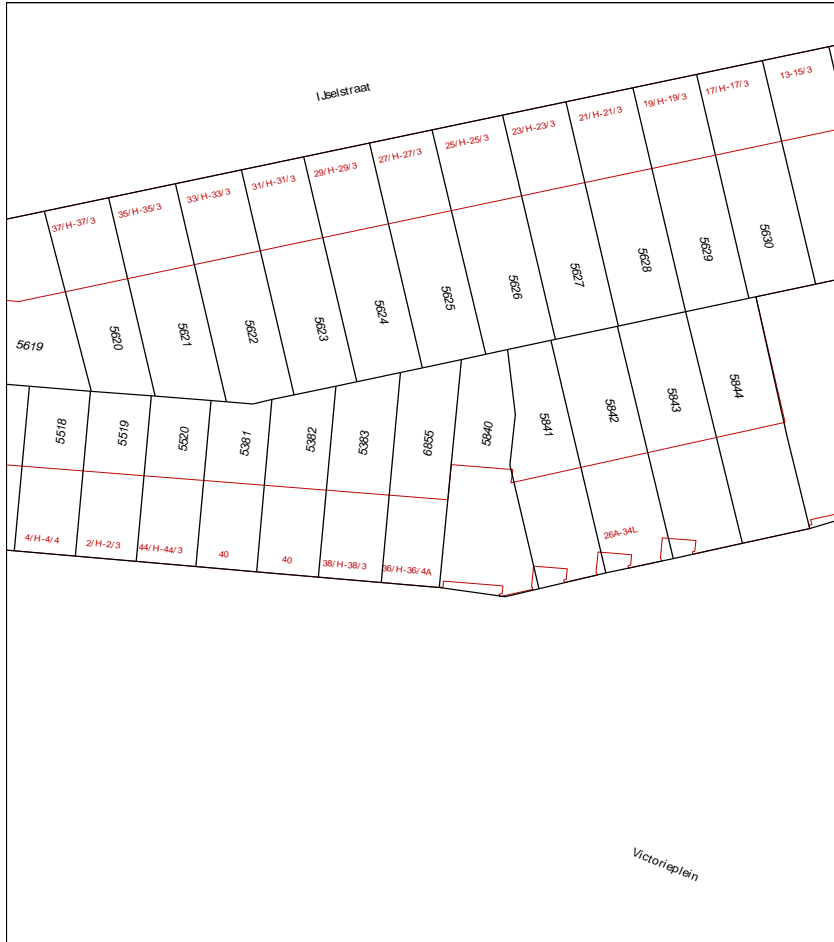 IJselstraat
37/H-37/3
35/H-35/3
33/H-33/3
31/H-31/3
29/H-29/3
27/H-27/3
25/H-25/3
23/H-23/3
21/H-21/3
19/H-19/3
17/H-17/3
13-15/3
5619
5620
5621
5622
5623
5624
5625
5626
5627
5628
5629
5630
5518
5519
5520
5381
5382
5383
6855
5840
5841
5842
5843
5844
4/H-4/4
2/H-2/3
44/H-44/3
40
40
38/H-38/3
36/H-36/4A
26A-34L
Victorieplein